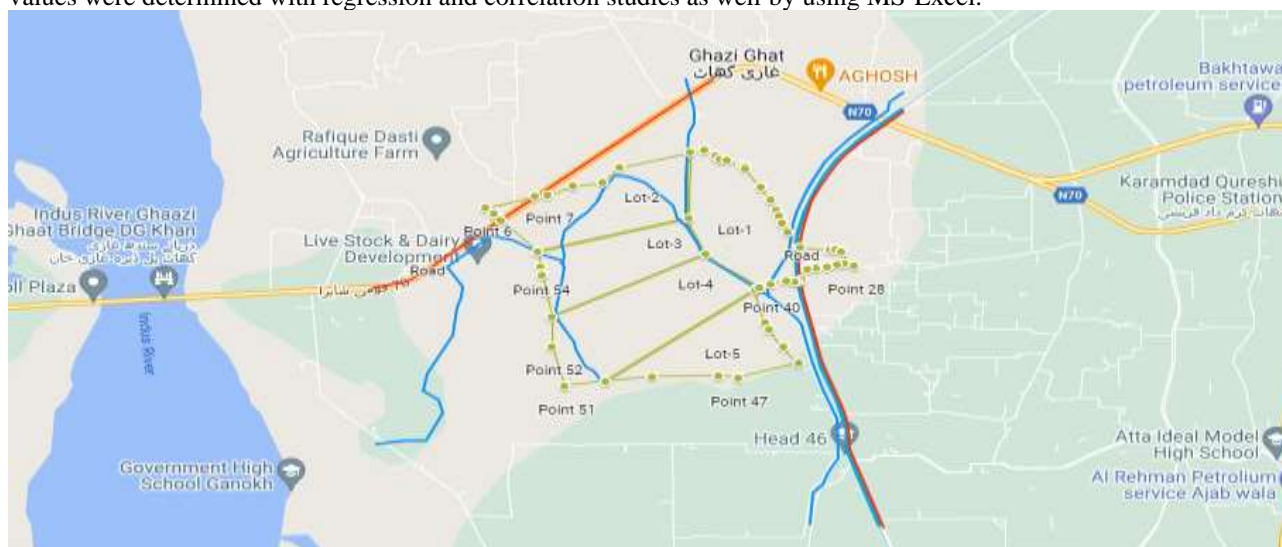 values were determined with regression and correlation studies as well by using MS-Excel.
Ghazi Ghat
غازی گھاٹ
AGHOSH
N70
Bakhtawa
petroleum service
Rafique Dasti
Agriculture Farm
N70
Karamdad Qureshi
Police Station
Indus River Ghaazi
Ghaat Bridge DG Khan
Lot-2
Point 7
Lot-1
Point 6
Live Stock & Dairy
Development
Lot-3
Road
Road
oll Plaza
Point 54
Lot-4
Point 28
Point 40
Indus River
Lot-5
Point 52
Point 51
Point 47
Head 46
Atta Ideal Model
High School
Government High
School Ganokh
Al Rehman Petrolium
service Ajab wala